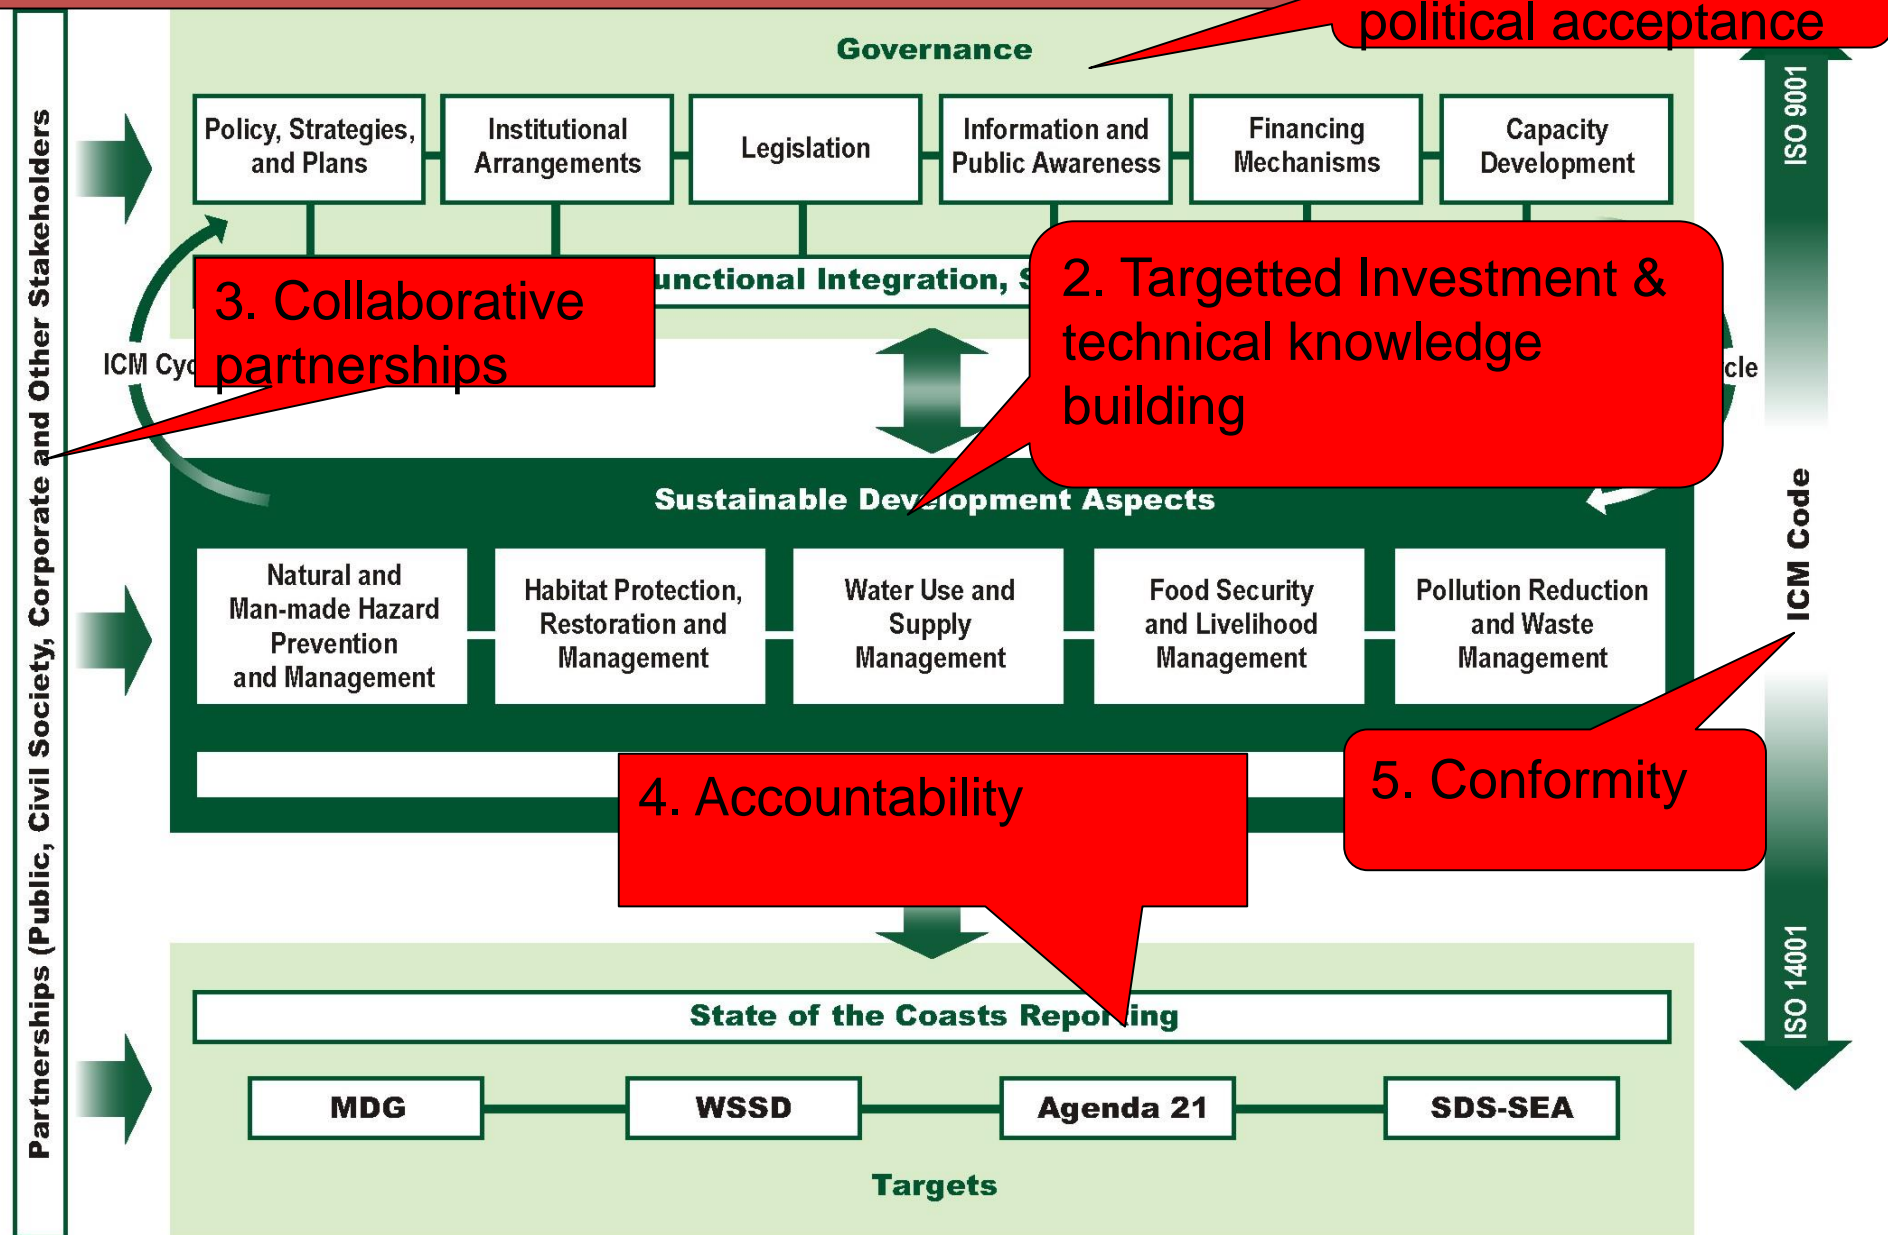 political acceptance
Governance
Policy, Strategies,
and Plans
Institutional
Arrangements
Legislation
Information and
Public Awareness
Financing
Mechanisms
Capacity
Development
unctional Integration, S
3. Collaborative
partnerships
2. Targetted Investment &
technical knowledge
building
ICM Cyc
cle
Sustainable Development Aspects
Natural and
Man-made Hazard
Prevention
and Management
Habitat Protection,
Restoration and
Management
Water Use and
Supply
Management
Food Security
and Livelihood
Management
Pollution Reduction
and Waste
Management
4. Accountability
5. Conformity
State of the Coasts Reporting
MDG
WSSD
Agenda 21
SDS-SEA
Targets
Partnerships (Public, Civil Society, Corporate and Other Stakeholders
ISO 9001
ICM Code
ISO 14001